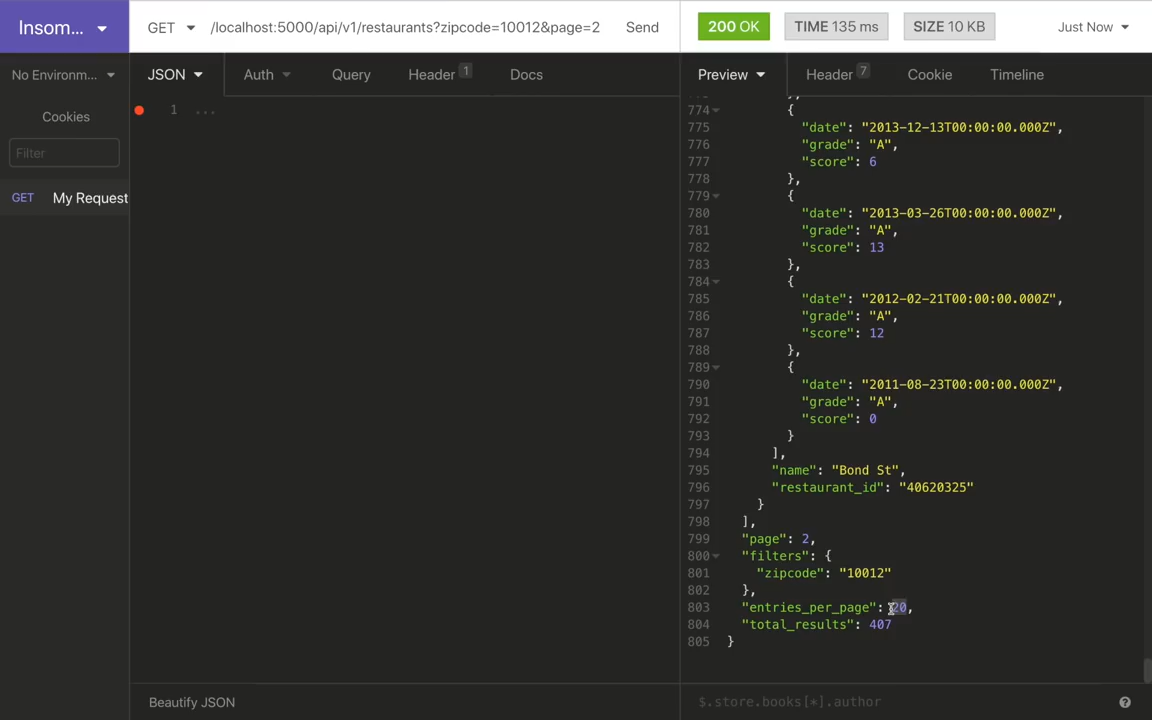 Insom...
GET /localhost:5000/api/v1/restaurants?zipcode=10012&page=2 Send
200 OK TIME 135 ms SIZE 10 KB Just Now
No Environm...
Cookies
Filter
GET My Request
JSON Auth Query Header 1 Docs
1 ...
Beautify JSON
Preview Header 7 Cookie Timeline
774 {
775 "date": "2013-12-13T00:00:00.000Z",
776 "grade": "A",
777 "score": 6
778 },
779 {
780 "date": "2013-03-26T00:00:00.000Z",
781 "grade": "A",
782 "score": 13
783 },
784 {
785 "date": "2012-02-21T00:00:00.000Z",
786 "grade": "A",
787 "score": 12
788 },
789 {
790 "date": "2011-08-23T00:00:00.000Z",
791 "grade": "A",
792 "score": 0
793 }
794 ],
795 "name": "Bond St",
796 "restaurant_id": "40620325"
797 }
798 ],
799 "page": 2,
800 "filters": {
801 "zipcode": "10012"
802 },
803 "entries_per_page": 20,
804 "total_results": 407
805 }
$.store.books[*].author